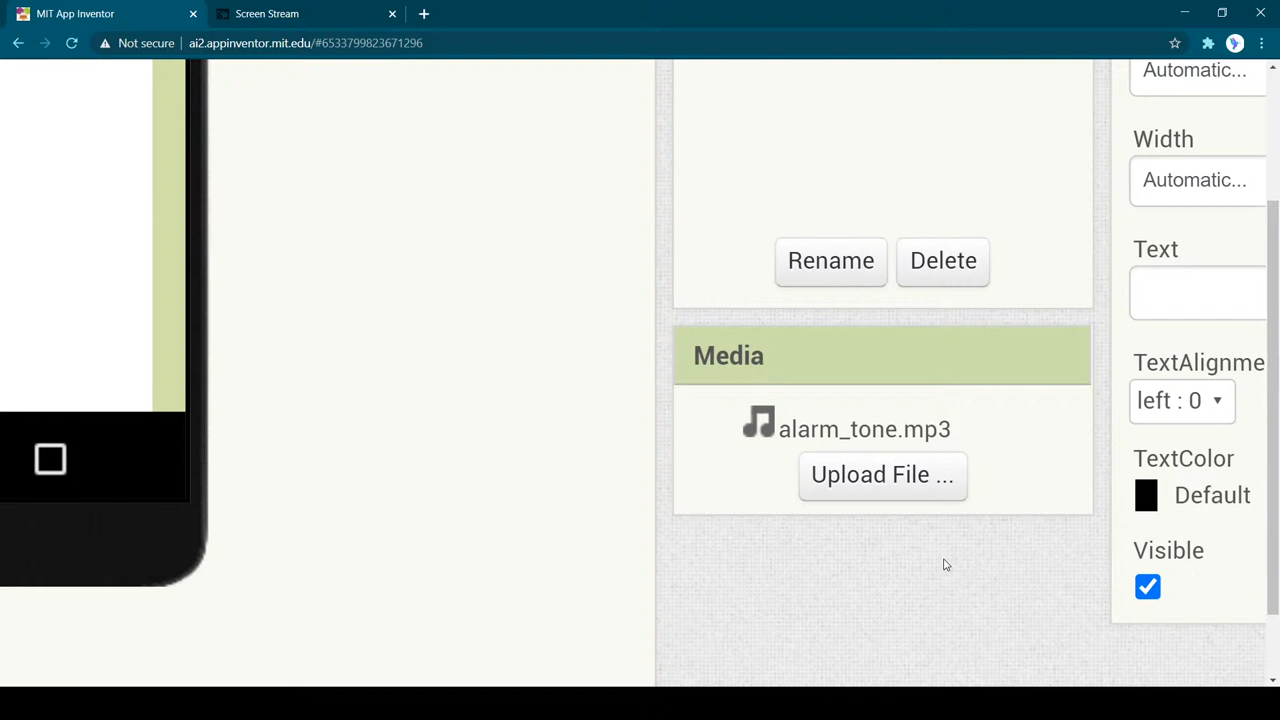 MIT App Inventor
Screen Stream
Not secure
ai2.appinventor.mit.edu/#6533799823671296
Automatic...
Width
Automatic...
Rename
Delete
Text
Media
TextAlignme
left : 0
alarm_tone.mp3
Upload File ...
TextColor
Default
Visible